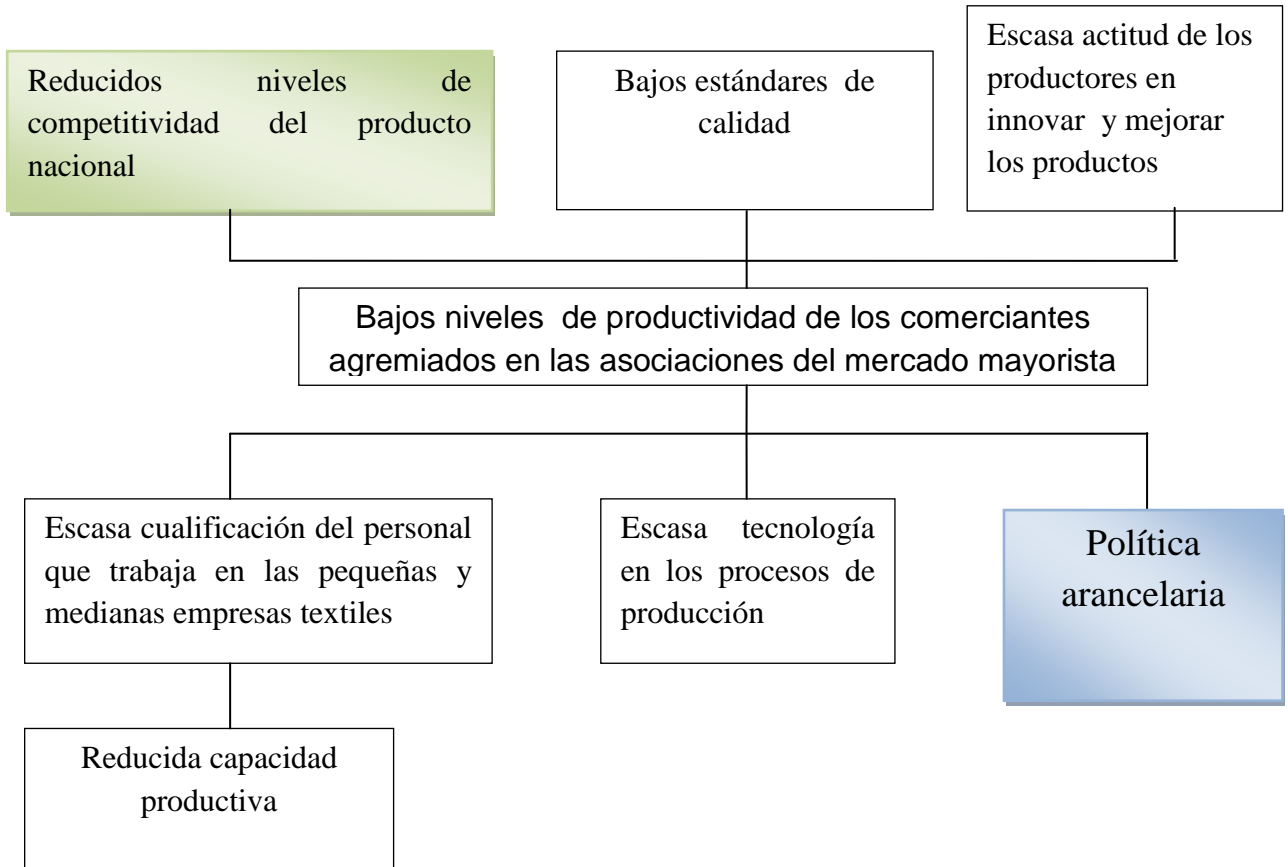 Reducidos niveles de
competitividad del producto
nacional
Bajos estándares de
calidad
Escasa actitud de los
productores en
innovar y mejorar
los productos
Bajos niveles de productividad de los comerciantes
agremiados en las asociaciones del mercado mayorista
Escasa cualificación del personal
que trabaja en las pequeñas y
medianas empresas textiles
Escasa tecnología
en los procesos de
producción
Política
arancelaria
Reducida capacidad
productiva